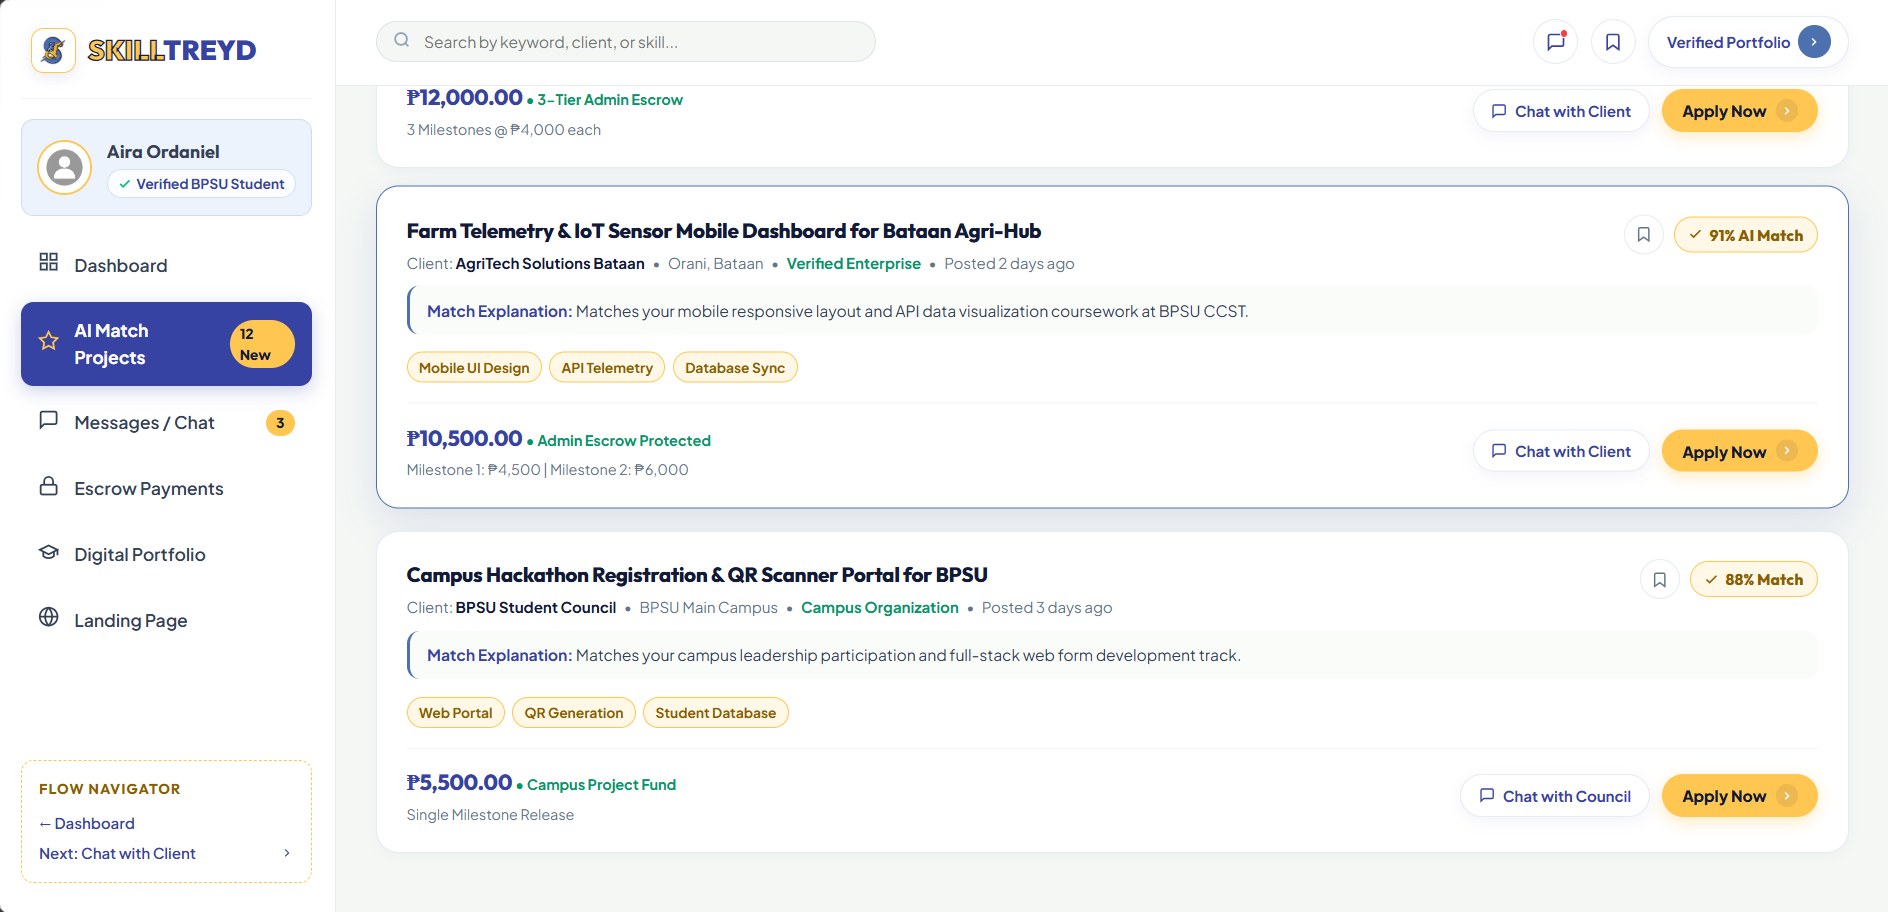 SKILLTREYD
Aira Ordaniel
Verified BPSU Student
Dashboard
AI Match
Projects
12
New
Messages / Chat
3
Escrow Payments
Digital Portfolio
Landing Page
FLOW NAVIGATOR
← Dashboard
Next: Chat with Client
Search by keyword, client, or skill...
Verified Portfolio
₱12,000.00 • 3-Tier Admin Escrow
3 Milestones @ ₱4,000 each
Chat with Client
Apply Now
Farm Telemetry & IoT Sensor Mobile Dashboard for Bataan Agri-Hub
91% AI Match
Client: AgriTech Solutions Bataan • Orani, Bataan • Verified Enterprise • Posted 2 days ago
Match Explanation: Matches your mobile responsive layout and API data visualization coursework at BPSU CCST.
Mobile UI Design API Telemetry Database Sync
₱10,500.00 • Admin Escrow Protected
Milestone 1: ₱4,500 | Milestone 2: ₱6,000
Chat with Client
Apply Now
Campus Hackathon Registration & QR Scanner Portal for BPSU
88% Match
Client: BPSU Student Council • BPSU Main Campus • Campus Organization • Posted 3 days ago
Match Explanation: Matches your campus leadership participation and full-stack web form development track.
Web Portal QR Generation Student Database
₱5,500.00 • Campus Project Fund
Single Milestone Release
Chat with Council
Apply Now